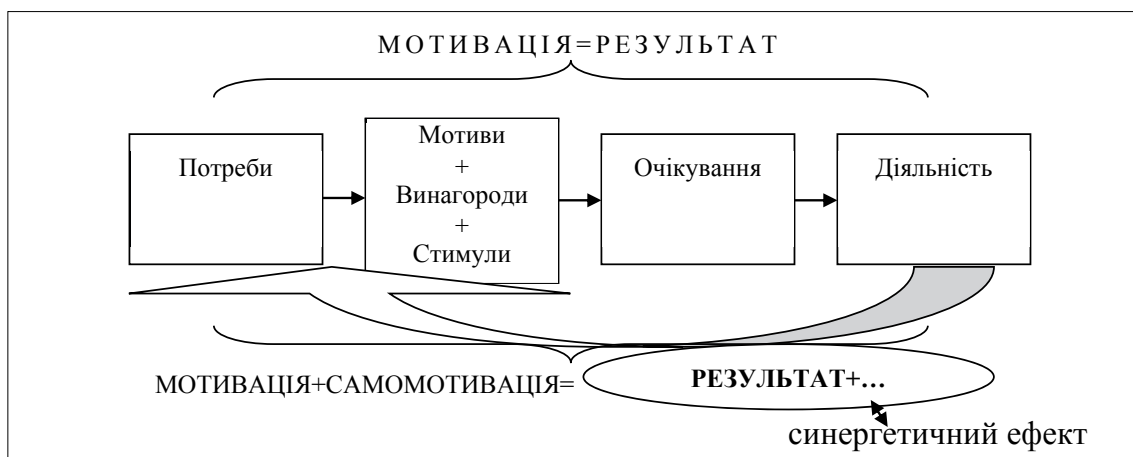 МОТИВАЦІЯ=РЕЗУЛЬТАТ
Потреби
Мотиви
+
Винагороди
+
Стимули
Очікування
Діяльність
МОТИВАЦІЯ+САМОМОТИВАЦІЯ=
РЕЗУЛЬТАТ+...
синергетичний ефект